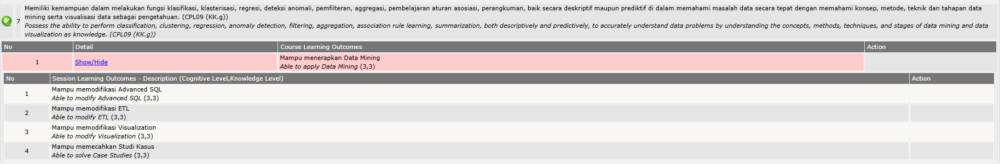 7
Memiliki kemampuan dalam melakukan fungsi klasifikasi, klasterisasi, regresi, deteksi anomali, pemfilteran, aggregasi, pembelajaran aturan asosiasi, perangkuman, baik secara deskriptif maupun prediktif di dalam memahami masalah data secara tepat dengan memahami konsep, metode, teknik dan tahapan data
mining serta visualisasi data sebagai pengetahuan. (CPL09 (KK.g))
Possess the ability to perform classification, clustering, regression, anomaly detection, filtering, aggregation, association rule learning, summarization, both descriptively and predictively, to accurately understand data problems by understanding the concepts, methods, techniques, and stages of data mining and data
visualization as knowledge. (CPL09 (KK.g))
No Detail Course Learning Outcomes Action
1 Show/Hide Mampu menerapkan Data Mining
Able to apply Data Mining (3,3)
No Session Learning Outcomes - Description (Cognitive Level,Knowledge Level) Action
1 Mampu memodifikasi Advanced SQL
Able to modify Advanced SQL (3,3)
2 Mampu memodifikasi ETL
Able to modify ETL (3,3)
3 Mampu memodifikasi Visualization
Able to modify Visualization (3,3)
4 Mampu memecahkan Studi Kasus
Able to solve Case Studies (3,3)